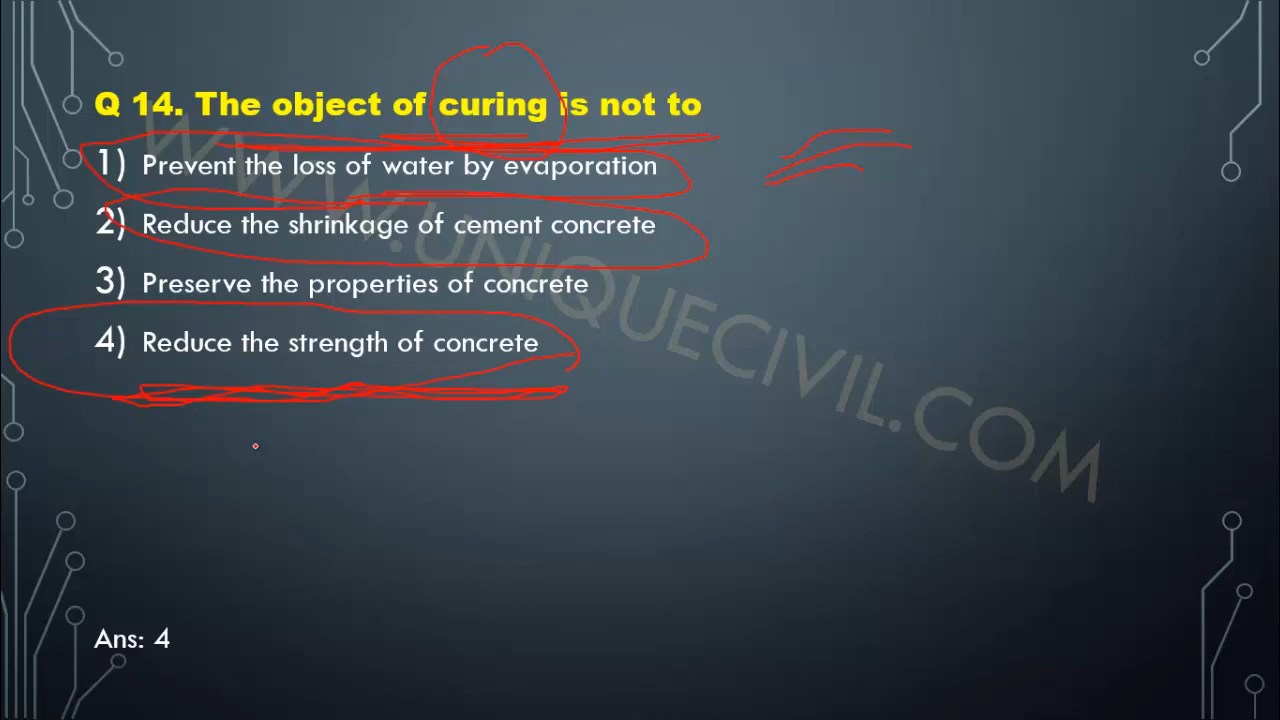 Q 14. The object of curing is not to
1) Prevent the loss of water by evaporation
2) Reduce the shrinkage of cement concrete
3) Preserve the properties of concrete
4) Reduce the strength of concrete
WWW.UNIQUECIVIL.COM
Ans: 4